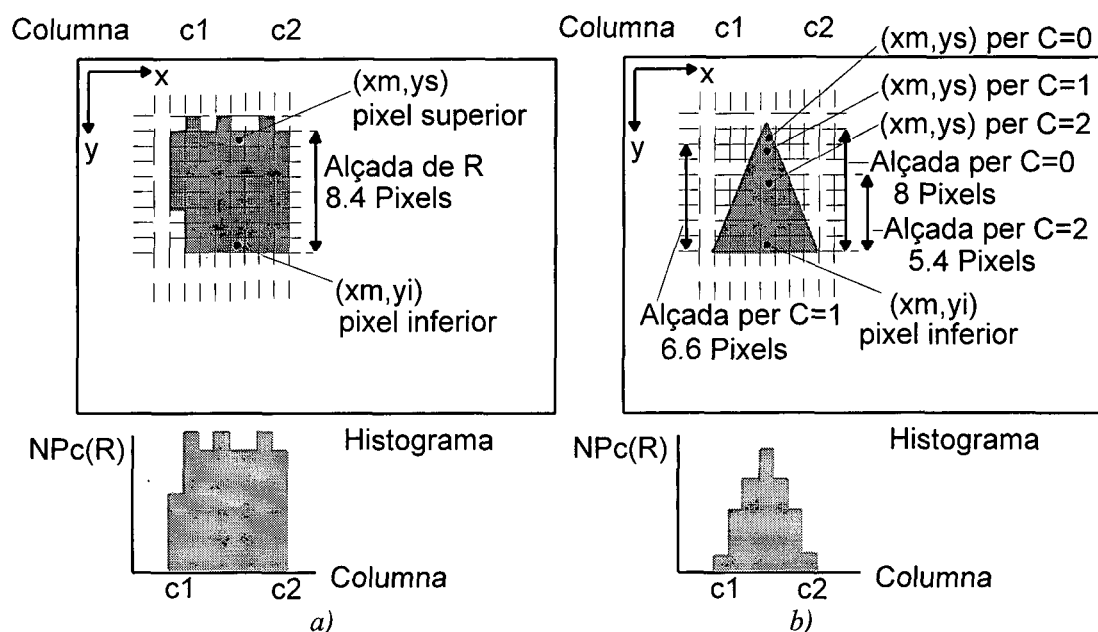 Columna c1 c2
x
y
(xm,ys)
pixel superior
Alçada de R
8.4 Pixels
(xm,yi)
pixel inferior
NPc(R)
Histograma
c1 c2
Columna
a)
Columna c1 c2
x
y
(xm,ys) per C=0
(xm,ys) per C=1
(xm,ys) per C=2
Alçada per C=0
8 Pixels
Alçada per C=2
5.4 Pixels
(xm,yi)
pixel inferior
Alçada per C=1
6.6 Pixels
NPc(R)
Histograma
c1 c2
Columna
b)